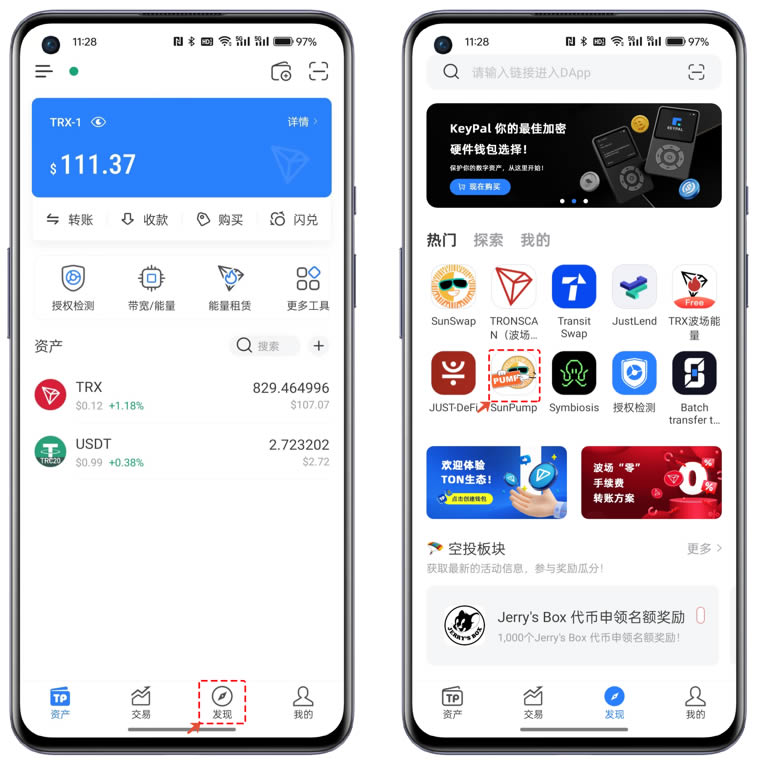 11:28
97%
TRX-1
详情
$111.37
转账
收款
购买
闪兑
授权检测
带宽/能量
能量租赁
更多工具
资产
搜索
TRX
829.464996
$0.12 +1.18%
$107.07
USDT
2.723202
TRC20
$0.99 +0.38%
$2.72
TP
资产
交易
发现
我的
11:28
97%
请输入链接进入DApp
KeyPal 你的最佳加密
硬件钱包选择！
保护你的数字资产，从这里开始！
现在购买
KEYPAL
热门
探索
我的
Free
SunSwap
TRONSCA
N（波场...
Transit
Swap
JustLend
TRX波场能
量
PUMP
JUST-DeFi
SunPump
Symbiosis
授权检测
Batch
transfer t...
欢迎体验
TON生态！
点击创建钱包
波场“零”
手续费
转账方案
0
%
%
空投板块
更多
获取最新的活动信息，参与奖励瓜分！
JERRY'S BOX
Jerry's Box 代币申领名额奖励
1,000个Jerry's Box 代币申领名额奖励！
TP
资产
交易
发现
我的